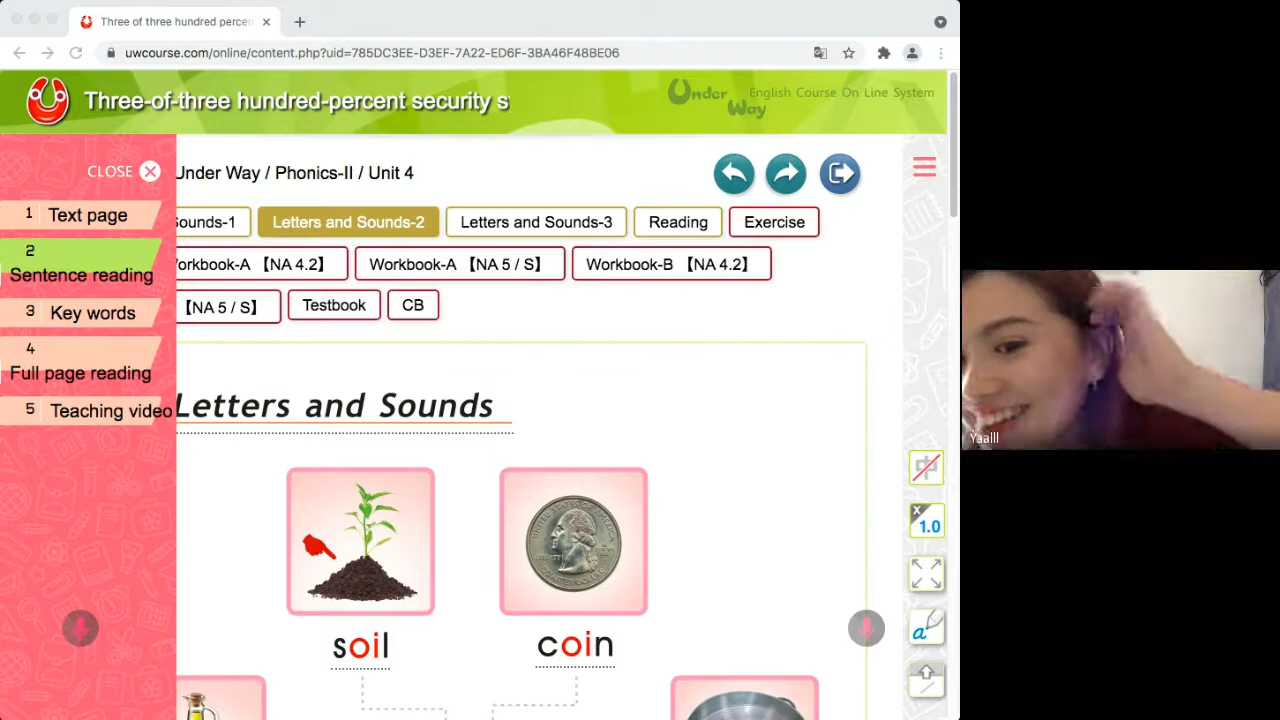 Three of three hundred percen
uwcourse.com/online/content.php?uid=785DC3EE-D3EF-7A22-ED6F-3BA46F48BE06
Three-of-three hundred-percent security s
Under Way
English Course On Line System
CLOSE
Under Way / Phonics-II / Unit 4
1 Text page
2
Sentence reading
3 Key words
4
Full page reading
5 Teaching video
Sounds-1
Letters and Sounds-2
Letters and Sounds-3
Reading
Exercise
Workbook-A 【NA 4.2】
Workbook-A 【NA 5 / S】
Workbook-B 【NA 4.2】
【NA 5 / S】
Testbook
CB
Letters and Sounds
soil
coin
x 1.0
a
Yaalll